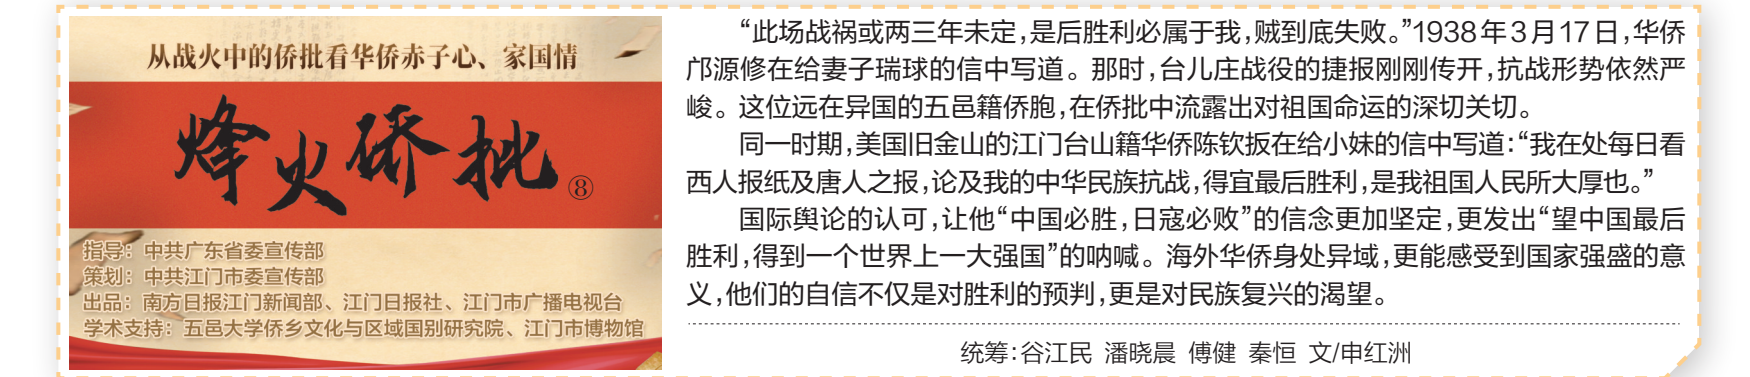 从战火中的侨批看华侨赤子心、家国情
烽火侨批⑧
指导：中共广东省委宣传部
策划：中共江门市委宣传部
出品：南方日报江门新闻部、江门日报社、江门市广播电视台
学术支持：五邑大学侨乡文化与区域国别研究院、江门市博物馆
“此场战祸或两三年未定，是后胜利必属于我，贼到底失败。”1938年3月17日，华侨
邝源修在给妻子瑞球的信中写道。那时，台儿庄战役的捷报刚刚传开，抗战形势依然严
峻。这位远在异国的五邑籍侨胞，在侨批中流露出对祖国命运的深切关切。
同一时期，美国旧金山的江门台山籍华侨陈钦扳在给小妹的信中写道：“我在处每日看
西人报纸及唐人之报，论及我的中华民族抗战，得宜最后胜利，是我祖国人民所大厚也。”
国际舆论的认可，让他“中国必胜，日寇必败”的信念更加坚定，更发出“望中国最后
胜利，得到一个世界上一大强国”的呐喊。海外华侨身处异域，更能感受到国家强盛的意
义，他们的自信不仅是对胜利的预判，更是对民族复兴的渴望。
统筹：谷江民 潘晓晨 傅健 秦恒 文/申红洲